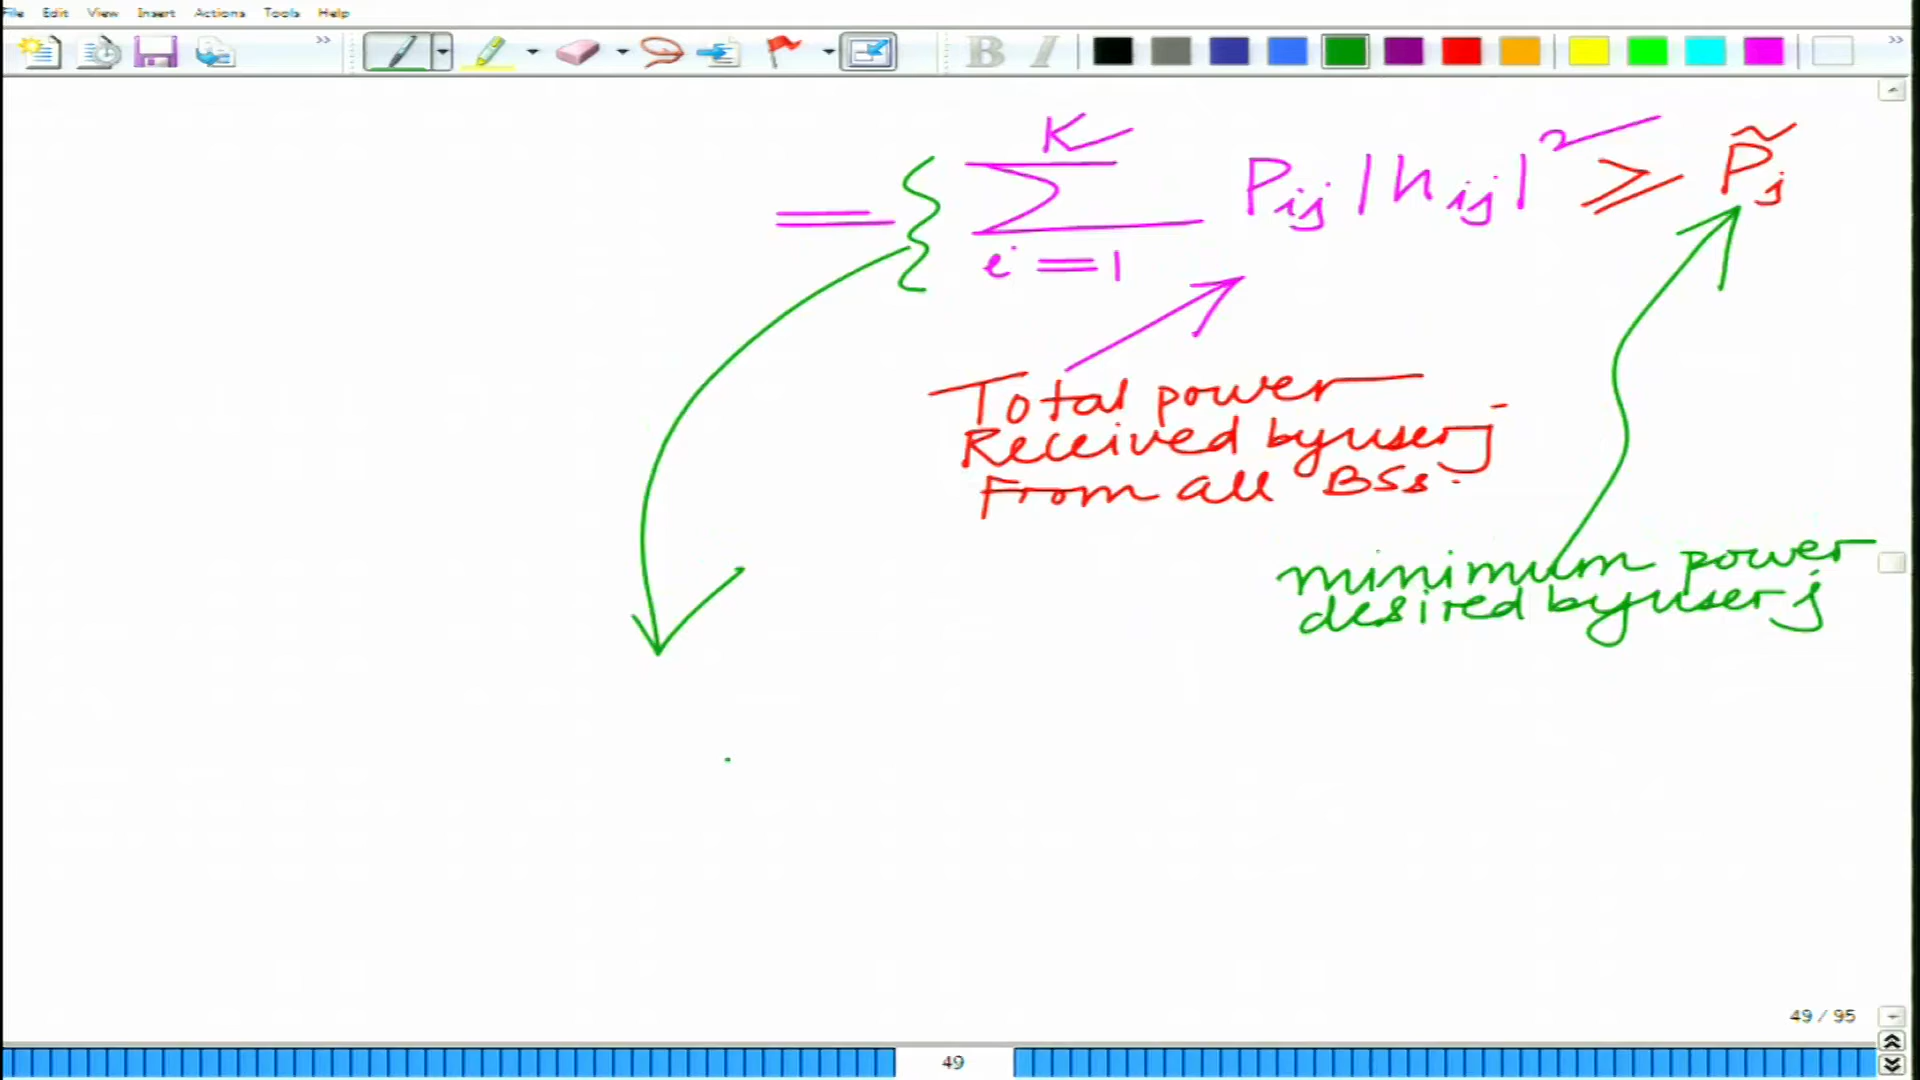 File Edit View Insert Actions Tools Help
B I
= { K∑i=1 Pij |hij|² ≥ P̃j
Total power
Received by user j
From all BSs.
minimum power
desired by user j
49 / 95
49